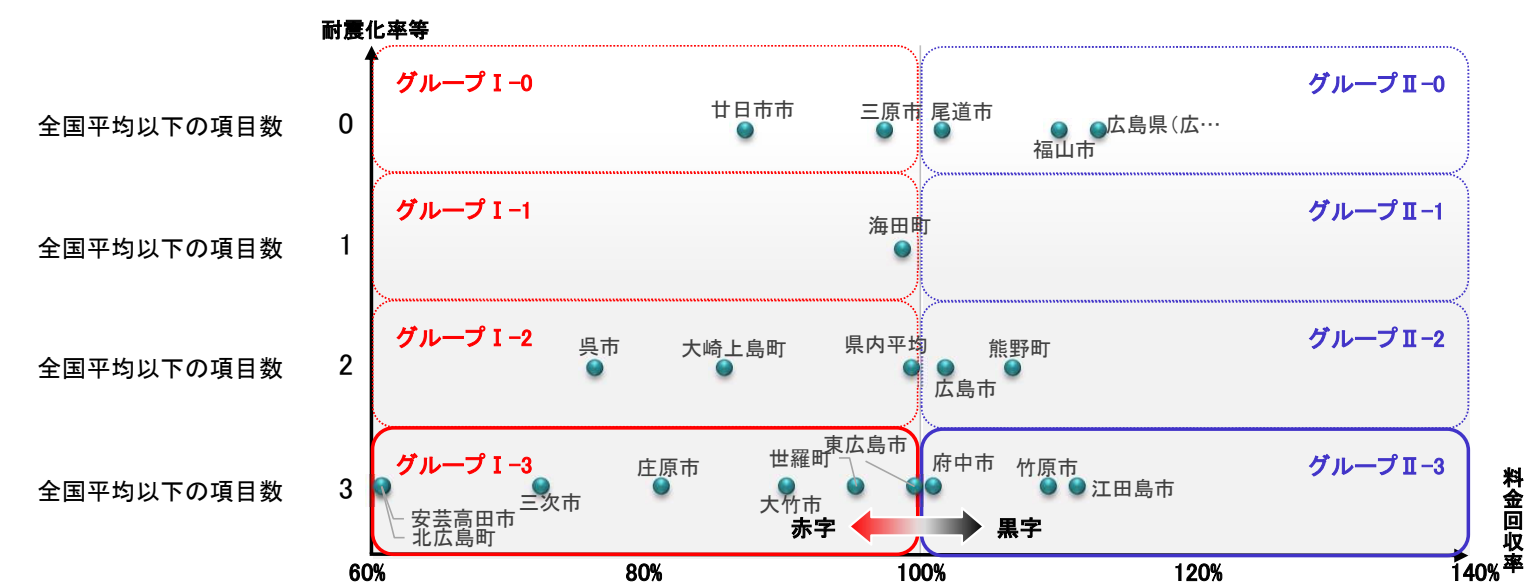 耐震化率等
グループⅠ-0
グループⅡ-0
全国平均以下の項目数 0
廿日市市
三原市
尾道市
福山市
広島県(広…
グループⅠ-1
グループⅡ-1
全国平均以下の項目数 1
海田町
グループⅠ-2
グループⅡ-2
全国平均以下の項目数 2
呉市
大崎上島町
県内平均
広島市
熊野町
グループⅠ-3
グループⅡ-3
全国平均以下の項目数 3
安芸高田市
北広島町
三次市
庄原市
大竹市
世羅町
東広島市
府中市
竹原市
江田島市
赤字
黒字
料金回収率
60%
80%
100%
120%
140%